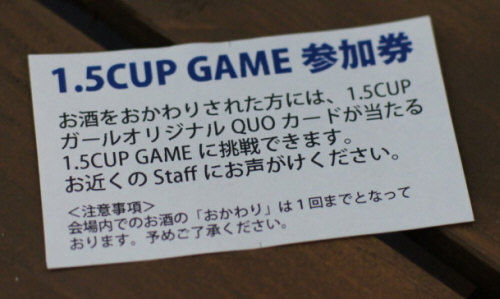 1.5CUP GAME 参加券
お酒をおかわりされた方には、1.5CUP
ガールオリジナル QUO カードが当たる
1.5CUP GAME に挑戦できます。
お近くの Staff にお声がけください。
＜注意事項＞
会場内でのお酒の「おかわり」は１回までとなって
おります。予めご了承ください。